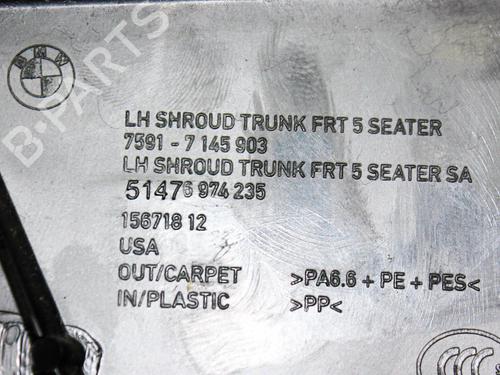 BMW
B-PARTS
LH SHROUD TRUNK FRT 5 SEATER
7591 - 7 145 903
LH SHROUD TRUNK FRT 5 SEATER SA
51476 974 235
156718 12
USA
OUT/CARPET >PA6.6 + PE + PES<
IN/PLASTIC >PP<